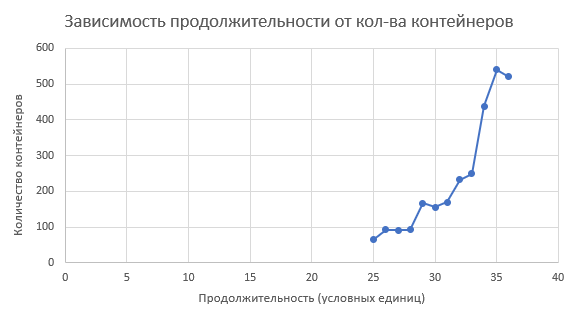 Зависимость продолжительности от кол-ва контейнеров
600
500
400
300
200
100
0
Количество контейнеров
0 5 10 15 20 25 30 35 40
Продолжительность (условных единиц)